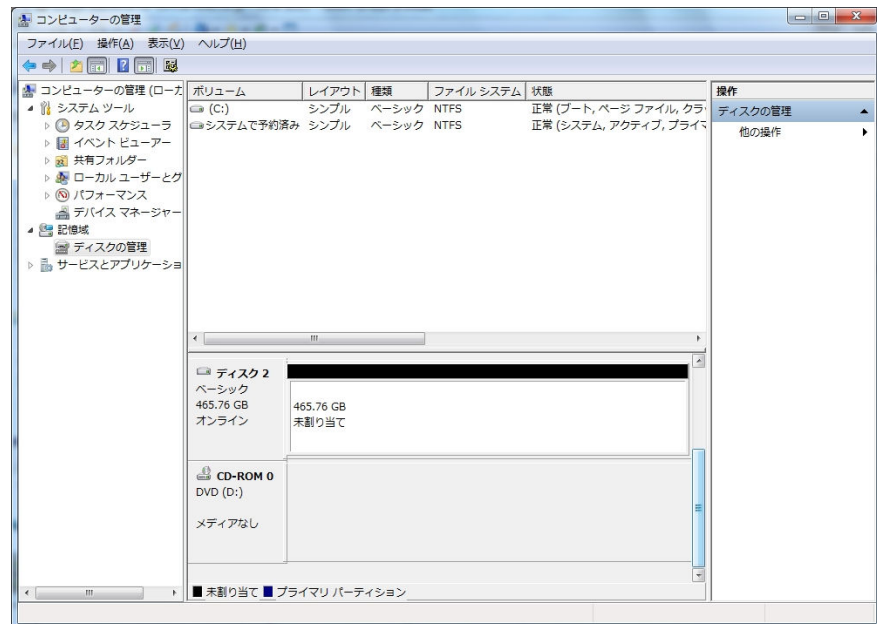 コンピューターの管理
ファイル(F) 操作(A) 表示(V) ヘルプ(H)
コンピューターの管理 (ローカ
システム ツール
タスク スケジューラ
イベント ビューアー
共有フォルダー
ローカル ユーザーとグ
パフォーマンス
デバイス マネージャー
記憶域
ディスクの管理
サービスとアプリケーショ
ボリューム レイアウト 種類 ファイル システム 状態
(C:) シンプル ベーシック NTFS 正常 (ブート, ページ ファイル, クラ
システムで予約済み シンプル ベーシック NTFS 正常 (システム, アクティブ, プライマ
ディスク 2
ベーシック
465.76 GB
オンライン
465.76 GB
未割り当て
CD-ROM 0
DVD (D:)
メディアなし
未割り当て プライマリ パーティション
操作
ディスクの管理
他の操作